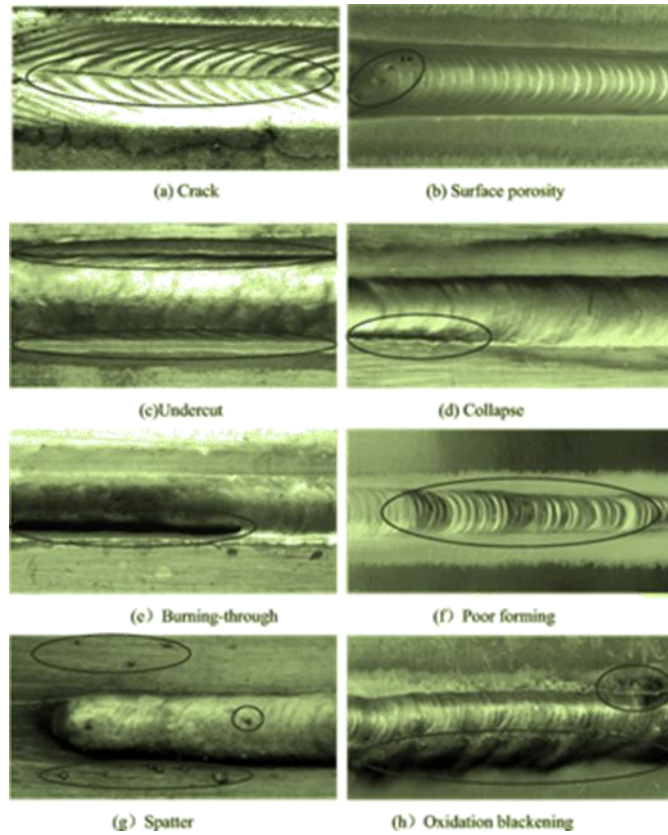 (a) Crack
(b) Surface porosity
(c)Undercut
(d) Collapse
(e）Burning-through
(f）Poor forming
(g）Spatter
(h）Oxidation blackening